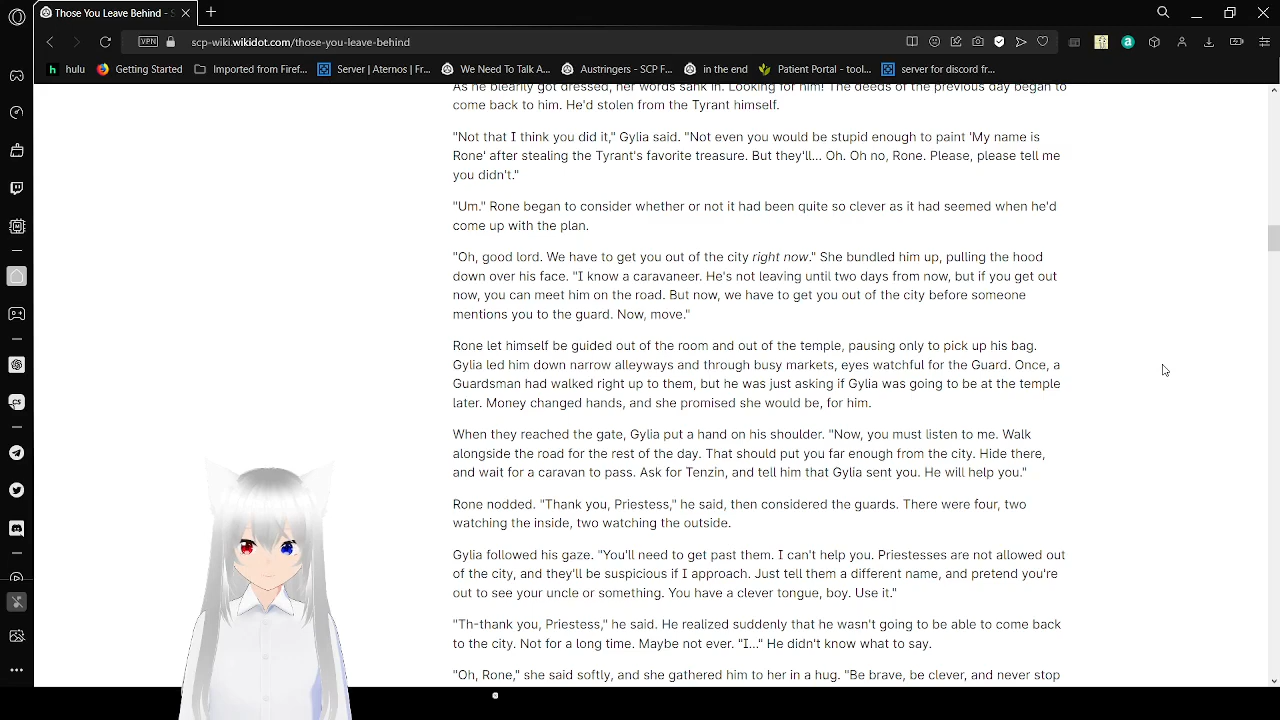 Those You Leave Behind - S
VPN
scp-wiki.wikidot.com/those-you-leave-behind
hulu
Getting Started
Imported from Firef...
Server | Aternos | Fr...
We Need To Talk A...
Austringers - SCP F...
in the end
Patient Portal - tool...
server for discord fr...
As he blearily got dressed, her words sank in. Looking for him! The deeds of the previous day began to
come back to him. He'd stolen from the Tyrant himself.
"Not that I think you did it," Gylia said. "Not even you would be stupid enough to paint 'My name is
Rone' after stealing the Tyrant's favorite treasure. But they'll... Oh. Oh no, Rone. Please, please tell me
you didn't."
"Um." Rone began to consider whether or not it had been quite so clever as it had seemed when he'd
come up with the plan.
"Oh, good lord. We have to get you out of the city right now." She bundled him up, pulling the hood
down over his face. "I know a caravaneer. He's not leaving until two days from now, but if you get out
now, you can meet him on the road. But now, we have to get you out of the city before someone
mentions you to the guard. Now, move."
Rone let himself be guided out of the room and out of the temple, pausing only to pick up his bag.
Gylia led him down narrow alleyways and through busy markets, eyes watchful for the Guard. Once, a
Guardsman had walked right up to them, but he was just asking if Gylia was going to be at the temple
later. Money changed hands, and she promised she would be, for him.
When they reached the gate, Gylia put a hand on his shoulder. "Now, you must listen to me. Walk
alongside the road for the rest of the day. That should put you far enough from the city. Hide there,
and wait for a caravan to pass. Ask for Tenzin, and tell him that Gylia sent you. He will help you."
Rone nodded. "Thank you, Priestess," he said, then considered the guards. There were four, two
watching the inside, two watching the outside.
Gylia followed his gaze. "You'll need to get past them. I can't help you. Priestesses are not allowed out
of the city, and they'll be suspicious if I approach. Just tell them a different name, and pretend you're
out to see your uncle or something. You have a clever tongue, boy. Use it."
"Th-thank you, Priestess," he said. He realized suddenly that he wasn't going to be able to come back
to the city. Not for a long time. Maybe not ever. "I..." He didn't know what to say.
"Oh, Rone," she said softly, and she gathered him to her in a hug. "Be brave, be clever, and never stop